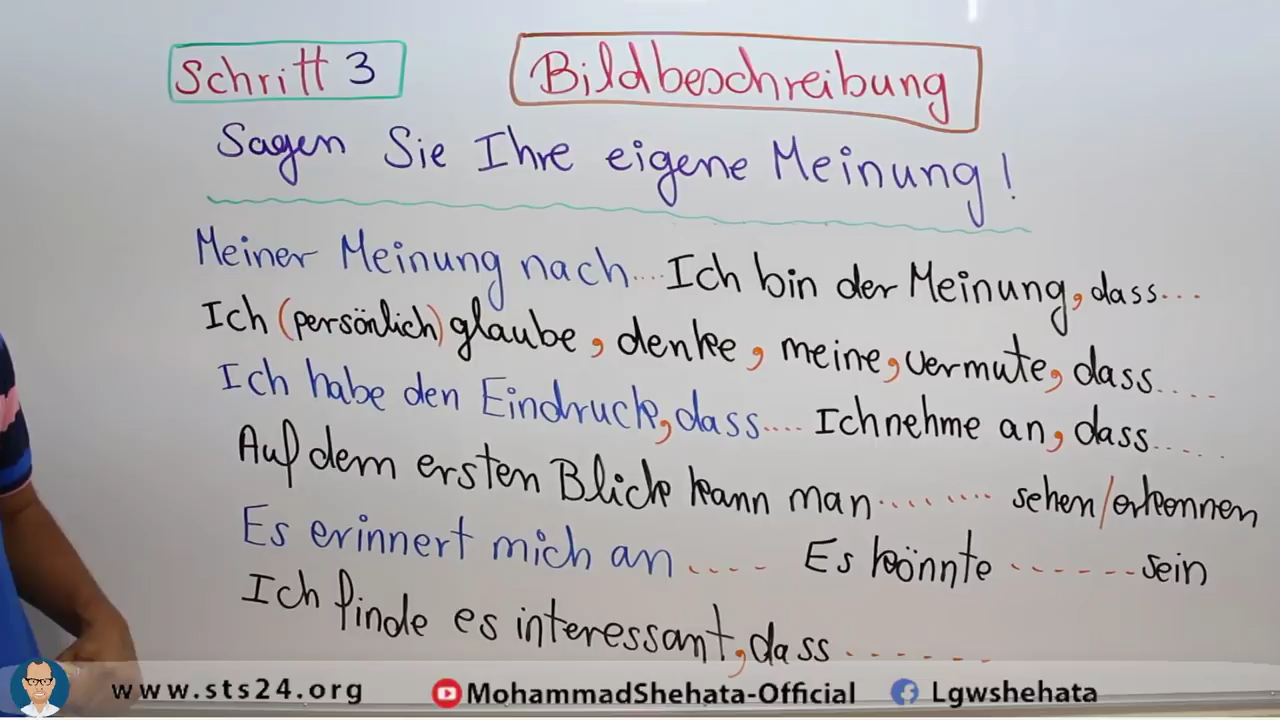 Schritt 3 Bildbeschreibung
Sagen Sie Ihre eigene Meinung!
Meiner Meinung nach.... Ich bin der Meinung, dass....
Ich (persönlich) glaube, denke, meine, vermute, dass.....
Ich habe den Eindruck, dass.... Ich nehme an, dass.....
Auf dem ersten Blick kann man ........ sehen/erkennen
Es erinnert mich an .... Es könnte ------- sein
Ich finde es interessant, dass ......
www.sts24.org MohammadShehata-Official Lgwshehata